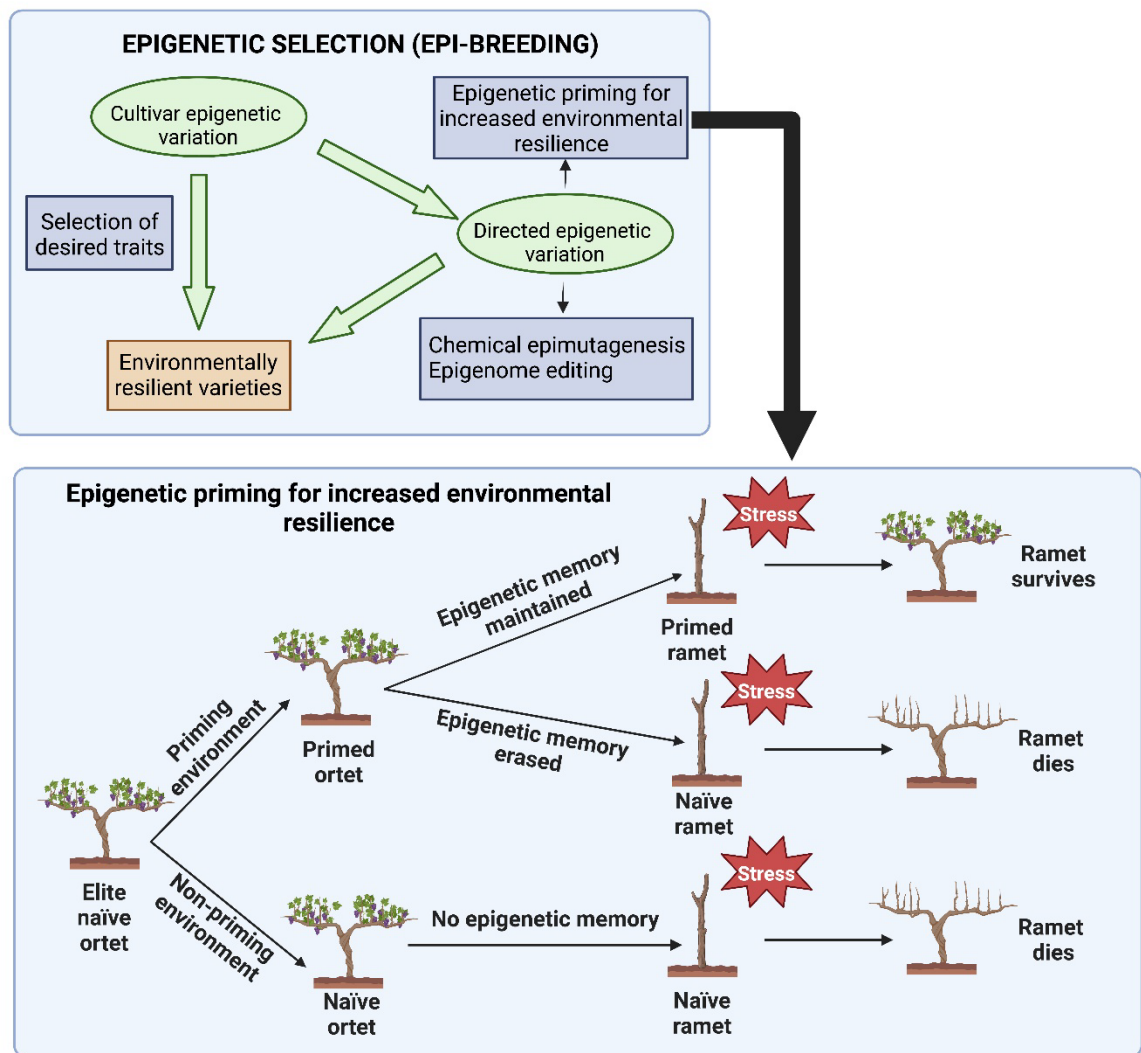 EPIGENETIC SELECTION (EPI-BREEDING)
Cultivar epigenetic
variation
Epigenetic priming for
increased environmental
resilience
Selection of
desired traits
Directed epigenetic
variation
Environmentally
resilient varieties
Chemical epimutagenesis
Epigenome editing
Epigenetic priming for increased environmental
resilience
Elite
naïve
ortet
Priming
environment
Primed
ortet
Epigenetic memory
maintained
Primed
ramet
Stress
Ramet
survives
Epigenetic memory
erased
Naïve
ramet
Stress
Ramet
dies
Non-priming
environment
Naïve
ortet
No epigenetic memory
Naïve
ramet
Stress
Ramet
dies